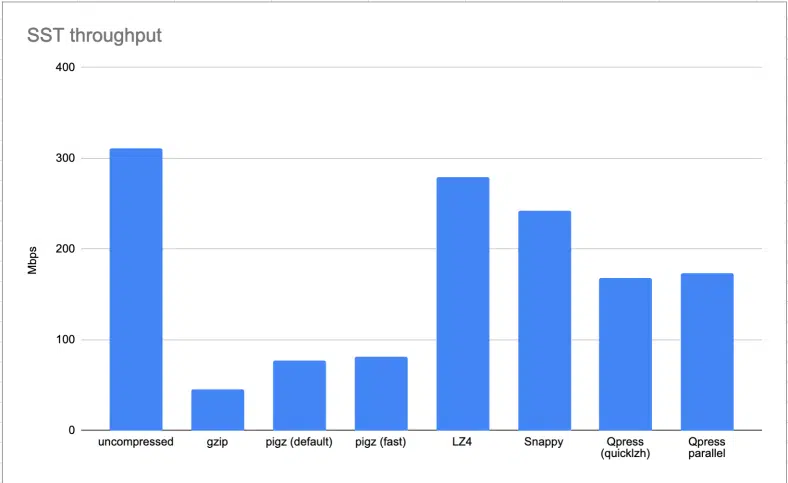 SST throughput
400
300
200
100
0
Mbps
uncompressed
gzip
pigz (default)
pigz (fast)
LZ4
Snappy
Qpress
(quicklzh)
Qpress
parallel